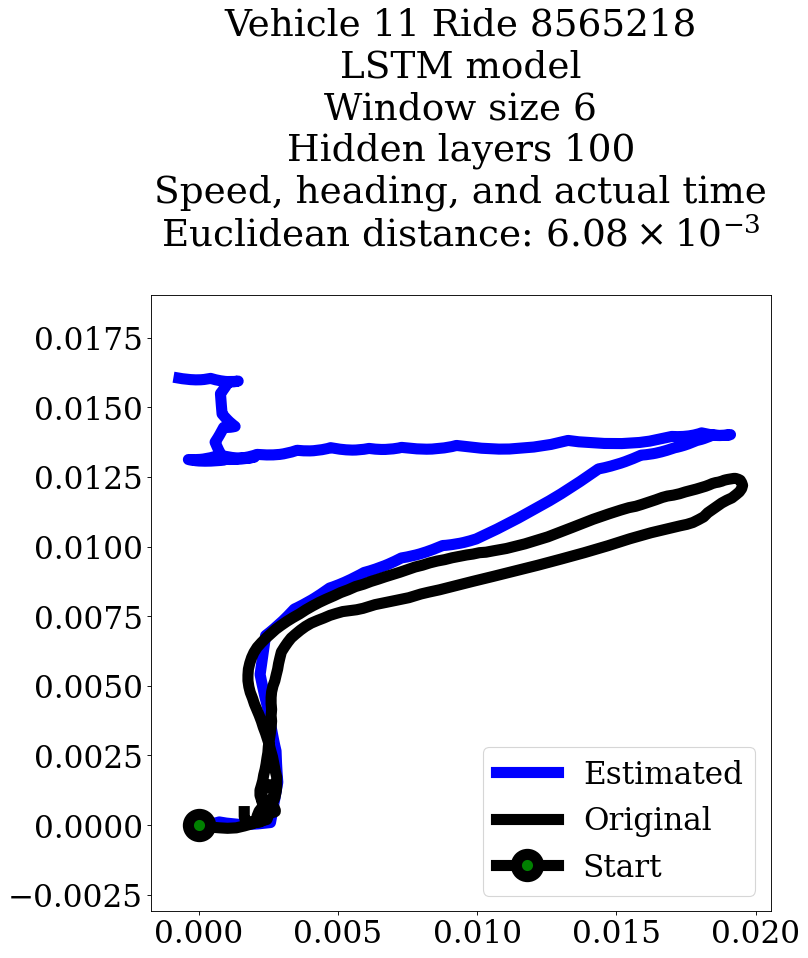 Vehicle 11 Ride 8565218
LSTM model
Window size 6
Hidden layers 100
Speed, heading, and actual time
Euclidean distance: 6.08 × 10⁻³
0.0175
0.0150
0.0125
0.0100
0.0075
0.0050
0.0025
0.0000
−0.0025
Estimated
Original
Start
0.000 0.005 0.010 0.015 0.020